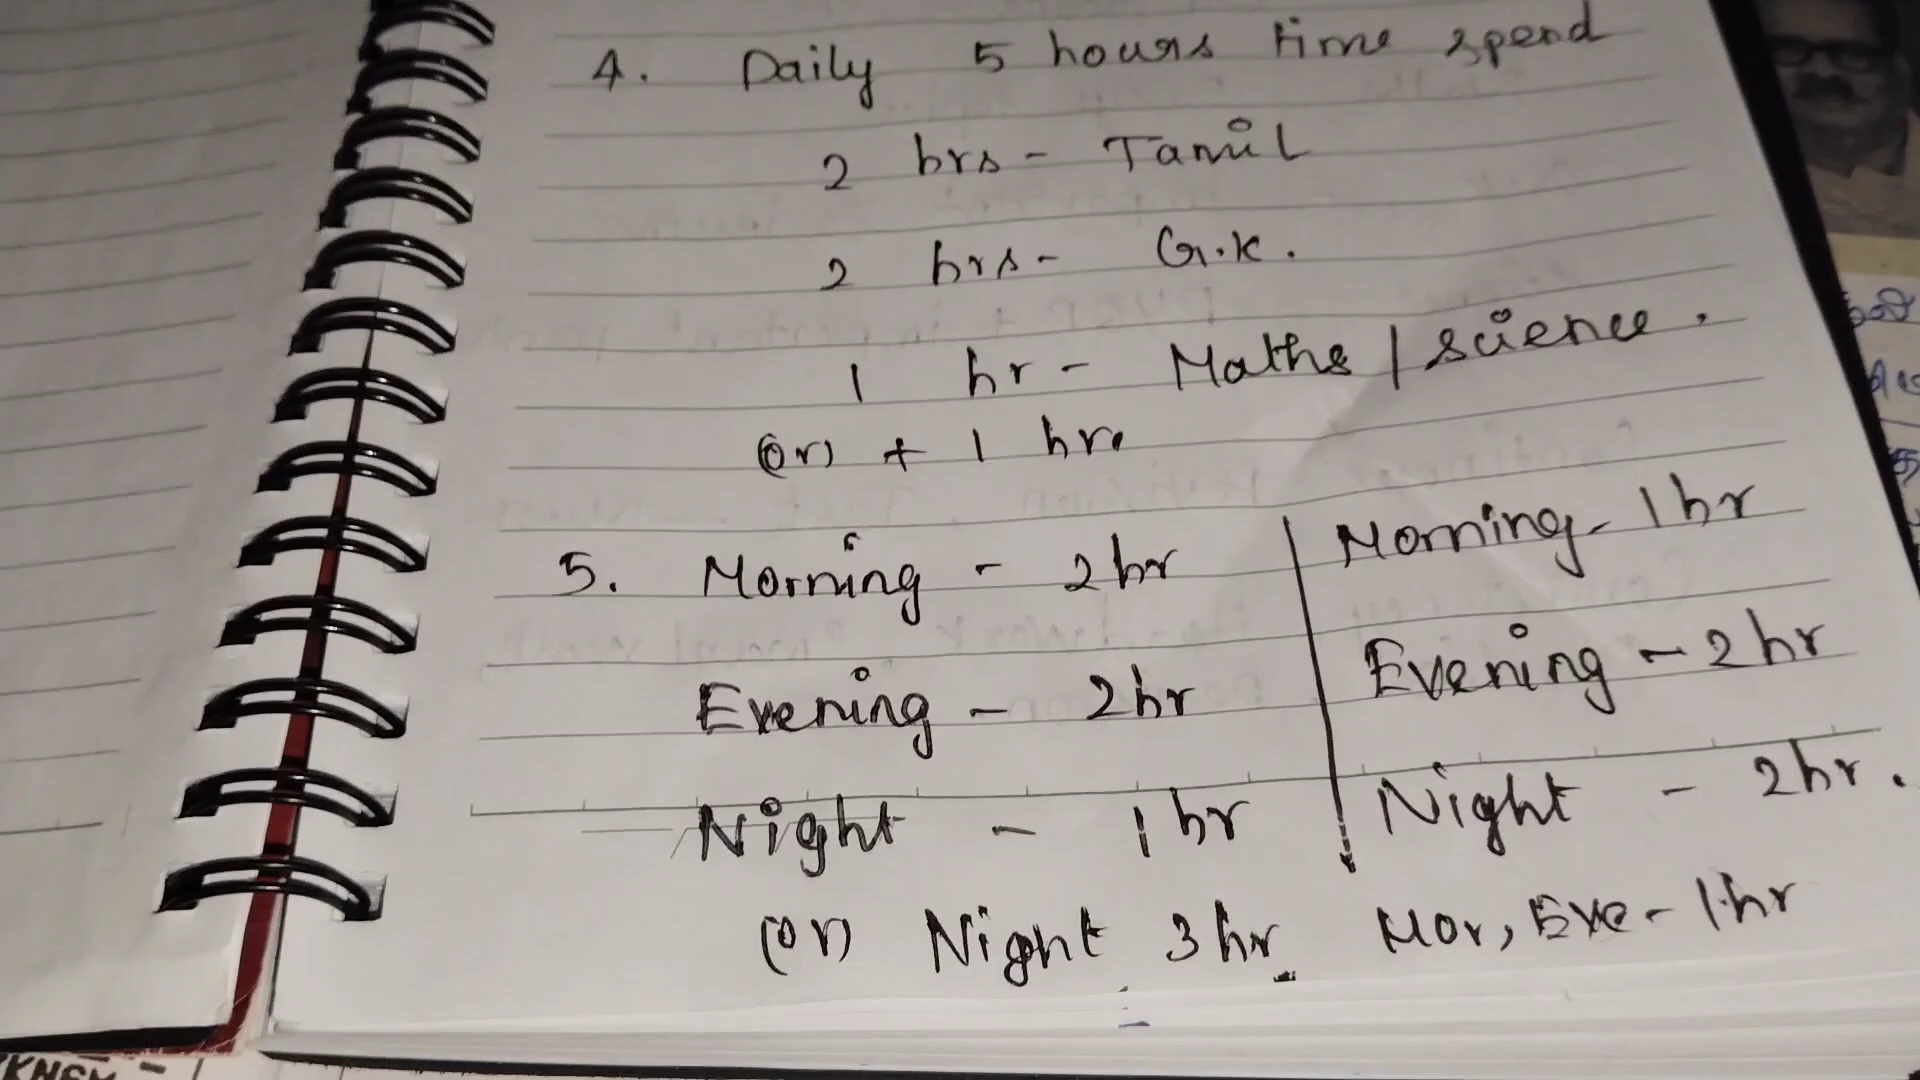 4. Daily 5 hours time spend
2 hrs - Tamil
2 hrs - G.K.
1 hr - Maths / science.
(or) + 1 hr.
5. Morning - 2 hr | Morning - 1 hr
Evening - 2 hr | Evening - 2 hr
Night - 1 hr | Night - 2 hr.
(or) Night 3 hr Mor, Eve - 1 hr